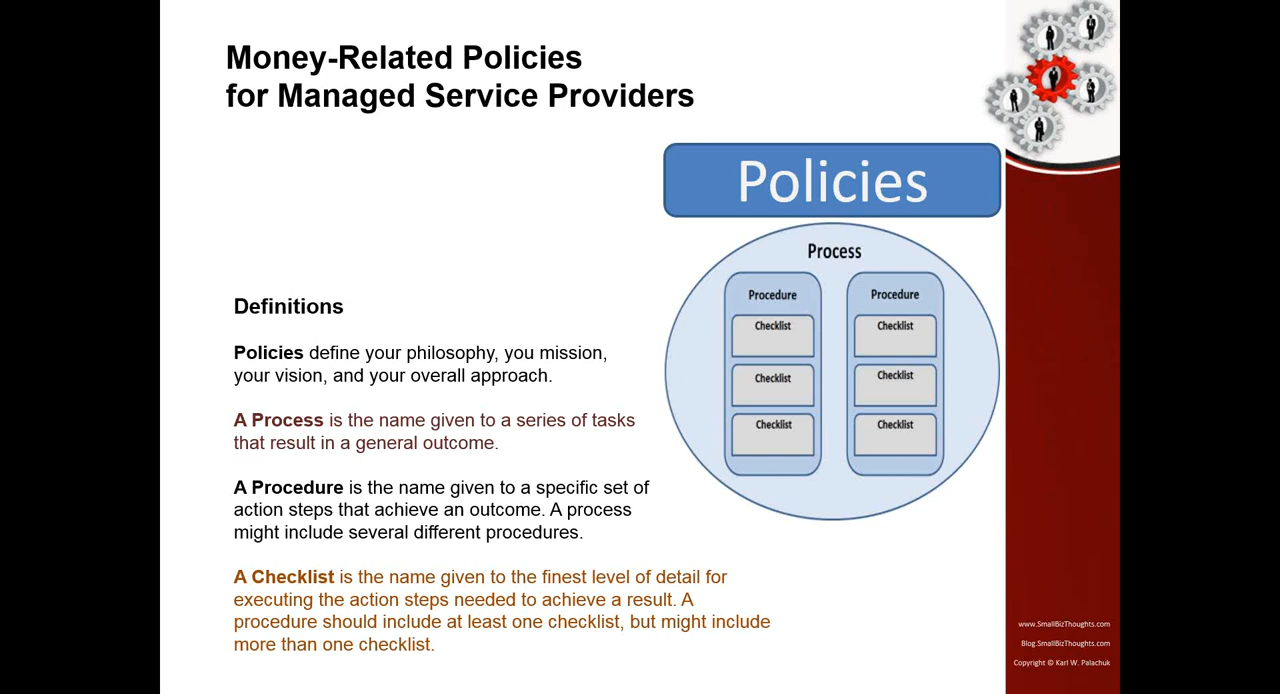 Money-Related Policies
for Managed Service Providers
Policies
Process
Procedure
Checklist
Checklist
Checklist
Procedure
Checklist
Checklist
Checklist
Definitions
Policies define your philosophy, you mission,
your vision, and your overall approach.
A Process is the name given to a series of tasks
that result in a general outcome.
A Procedure is the name given to a specific set of
action steps that achieve an outcome. A process
might include several different procedures.
A Checklist is the name given to the finest level of detail for
executing the action steps needed to achieve a result. A
procedure should include at least one checklist, but might include
more than one checklist.
www.SmallBizThoughts.com
Blog.SmallBizThoughts.com
Copyright © Karl W. Palachuk